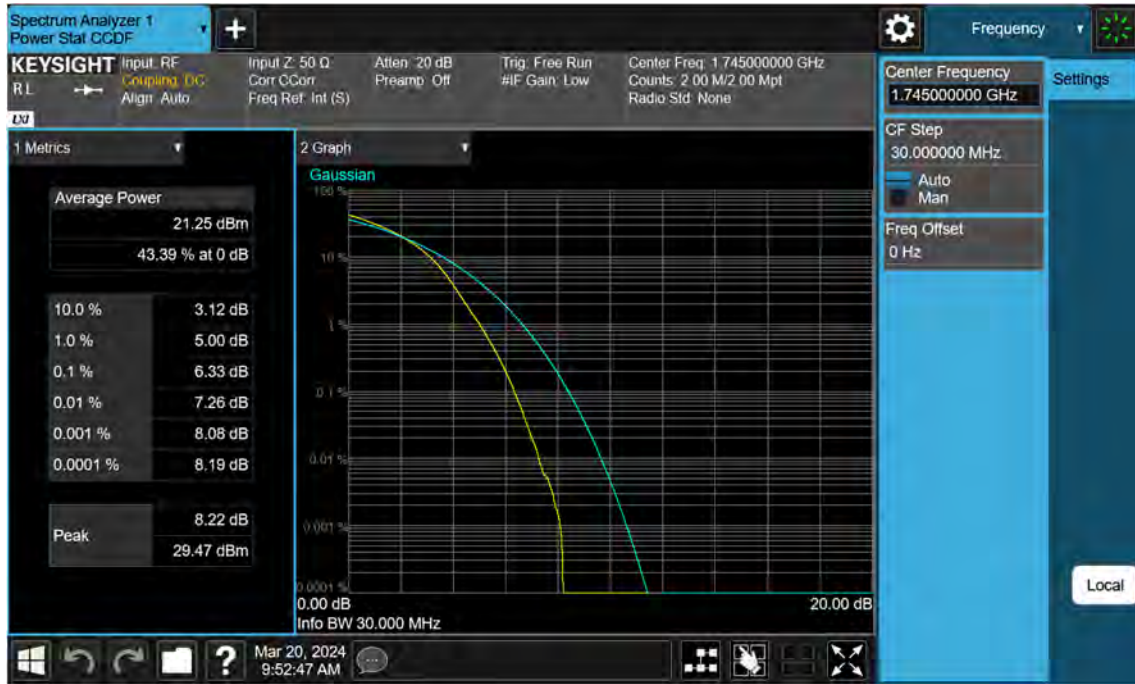 Spectrum Analyzer 1
Power Stat CCDF
Frequency
KEYSIGHT
RL
LXI
Input: RF
Coupling: DC
Align: Auto
Input Z: 50 Ω
Corr CCorr
Freq Ref: Int (S)
Atten: 20 dB
Preamp: Off
Trig: Free Run
#IF Gain: Low
Center Freq: 1.745000000 GHz
Counts: 2.00 M/2.00 Mpt
Radio Std: None
Center Frequency
1.745000000 GHz
Settings
CF Step
30.000000 MHz
Auto
Man
Freq Offset
0 Hz
Local
1 Metrics
Average Power
21.25 dBm
43.39 % at 0 dB
10.0 % 3.12 dB
1.0 % 5.00 dB
0.1 % 6.33 dB
0.01 % 7.26 dB
0.001 % 8.08 dB
0.0001 % 8.19 dB
Peak
8.22 dB
29.47 dBm
2 Graph
Gaussian
100 %
10 %
1 %
0.1 %
0.01 %
0.001 %
0.0001 %
0.00 dB 20.00 dB
Info BW 30.000 MHz
?
Mar 20, 2024
9:52:47 AM